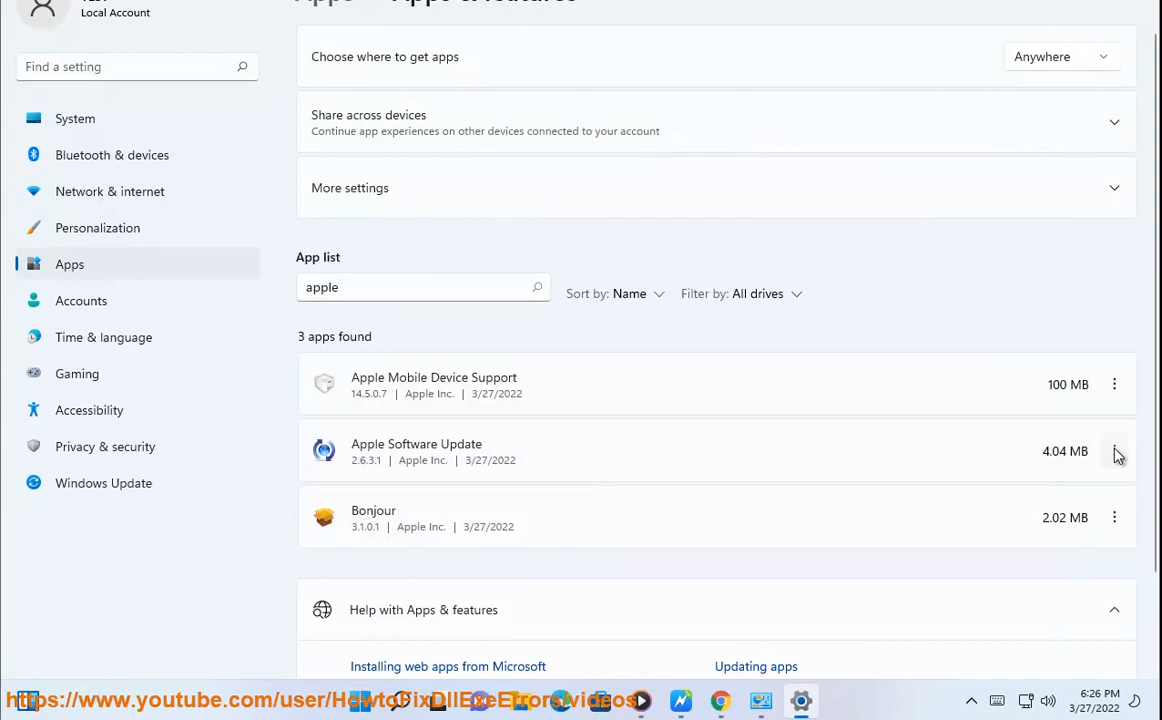 Local Account
Apps Apps & features
Find a setting
Choose where to get apps
Anywhere
Share across devices
Continue app experiences on other devices connected to your account
More settings
System
Bluetooth & devices
Network & internet
Personalization
Apps
Accounts
Time & language
Gaming
Accessibility
Privacy & security
Windows Update
App list
apple
Sort by: Name
Filter by: All drives
3 apps found
Apple Mobile Device Support
14.5.0.7 | Apple Inc. | 3/27/2022
100 MB
Apple Software Update
2.6.3.1 | Apple Inc. | 3/27/2022
4.04 MB
Bonjour
3.1.0.1 | Apple Inc. | 3/27/2022
2.02 MB
Help with Apps & features
Installing web apps from Microsoft
Updating apps
https://www.youtube.com/user/HowtoFixDllExeErrors/videos
6:26 PM
3/27/2022